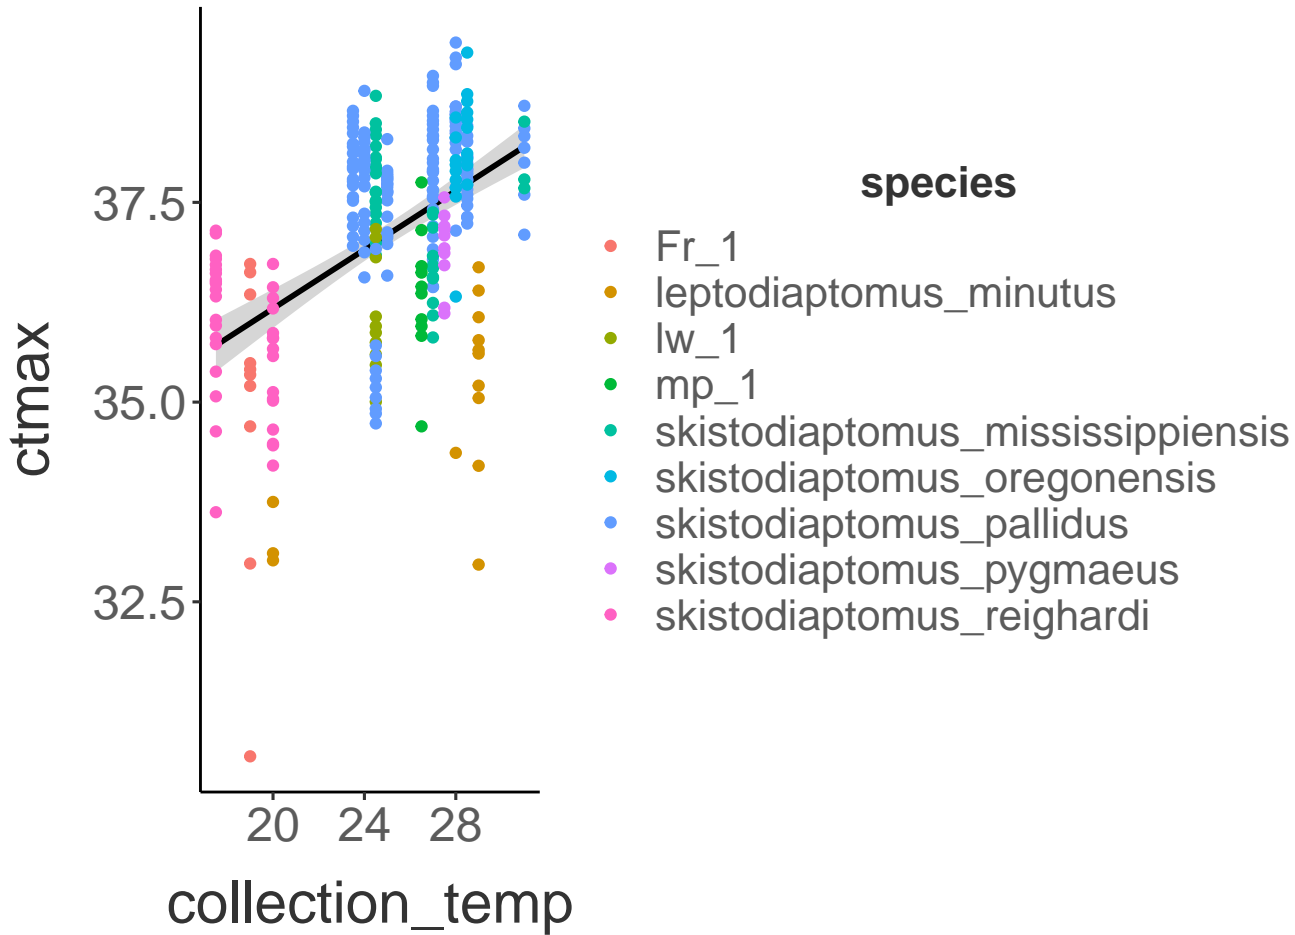 37.5
35.0
32.5
ctmax
20 24 28
collection_temp
species
Fr_1
leptodiaptomus_minutus
lw_1
mp_1
skistodiaptomus_mississippiensis
skistodiaptomus_oregonensis
skistodiaptomus_pallidus
skistodiaptomus_pygmaeus
skistodiaptomus_reighardi